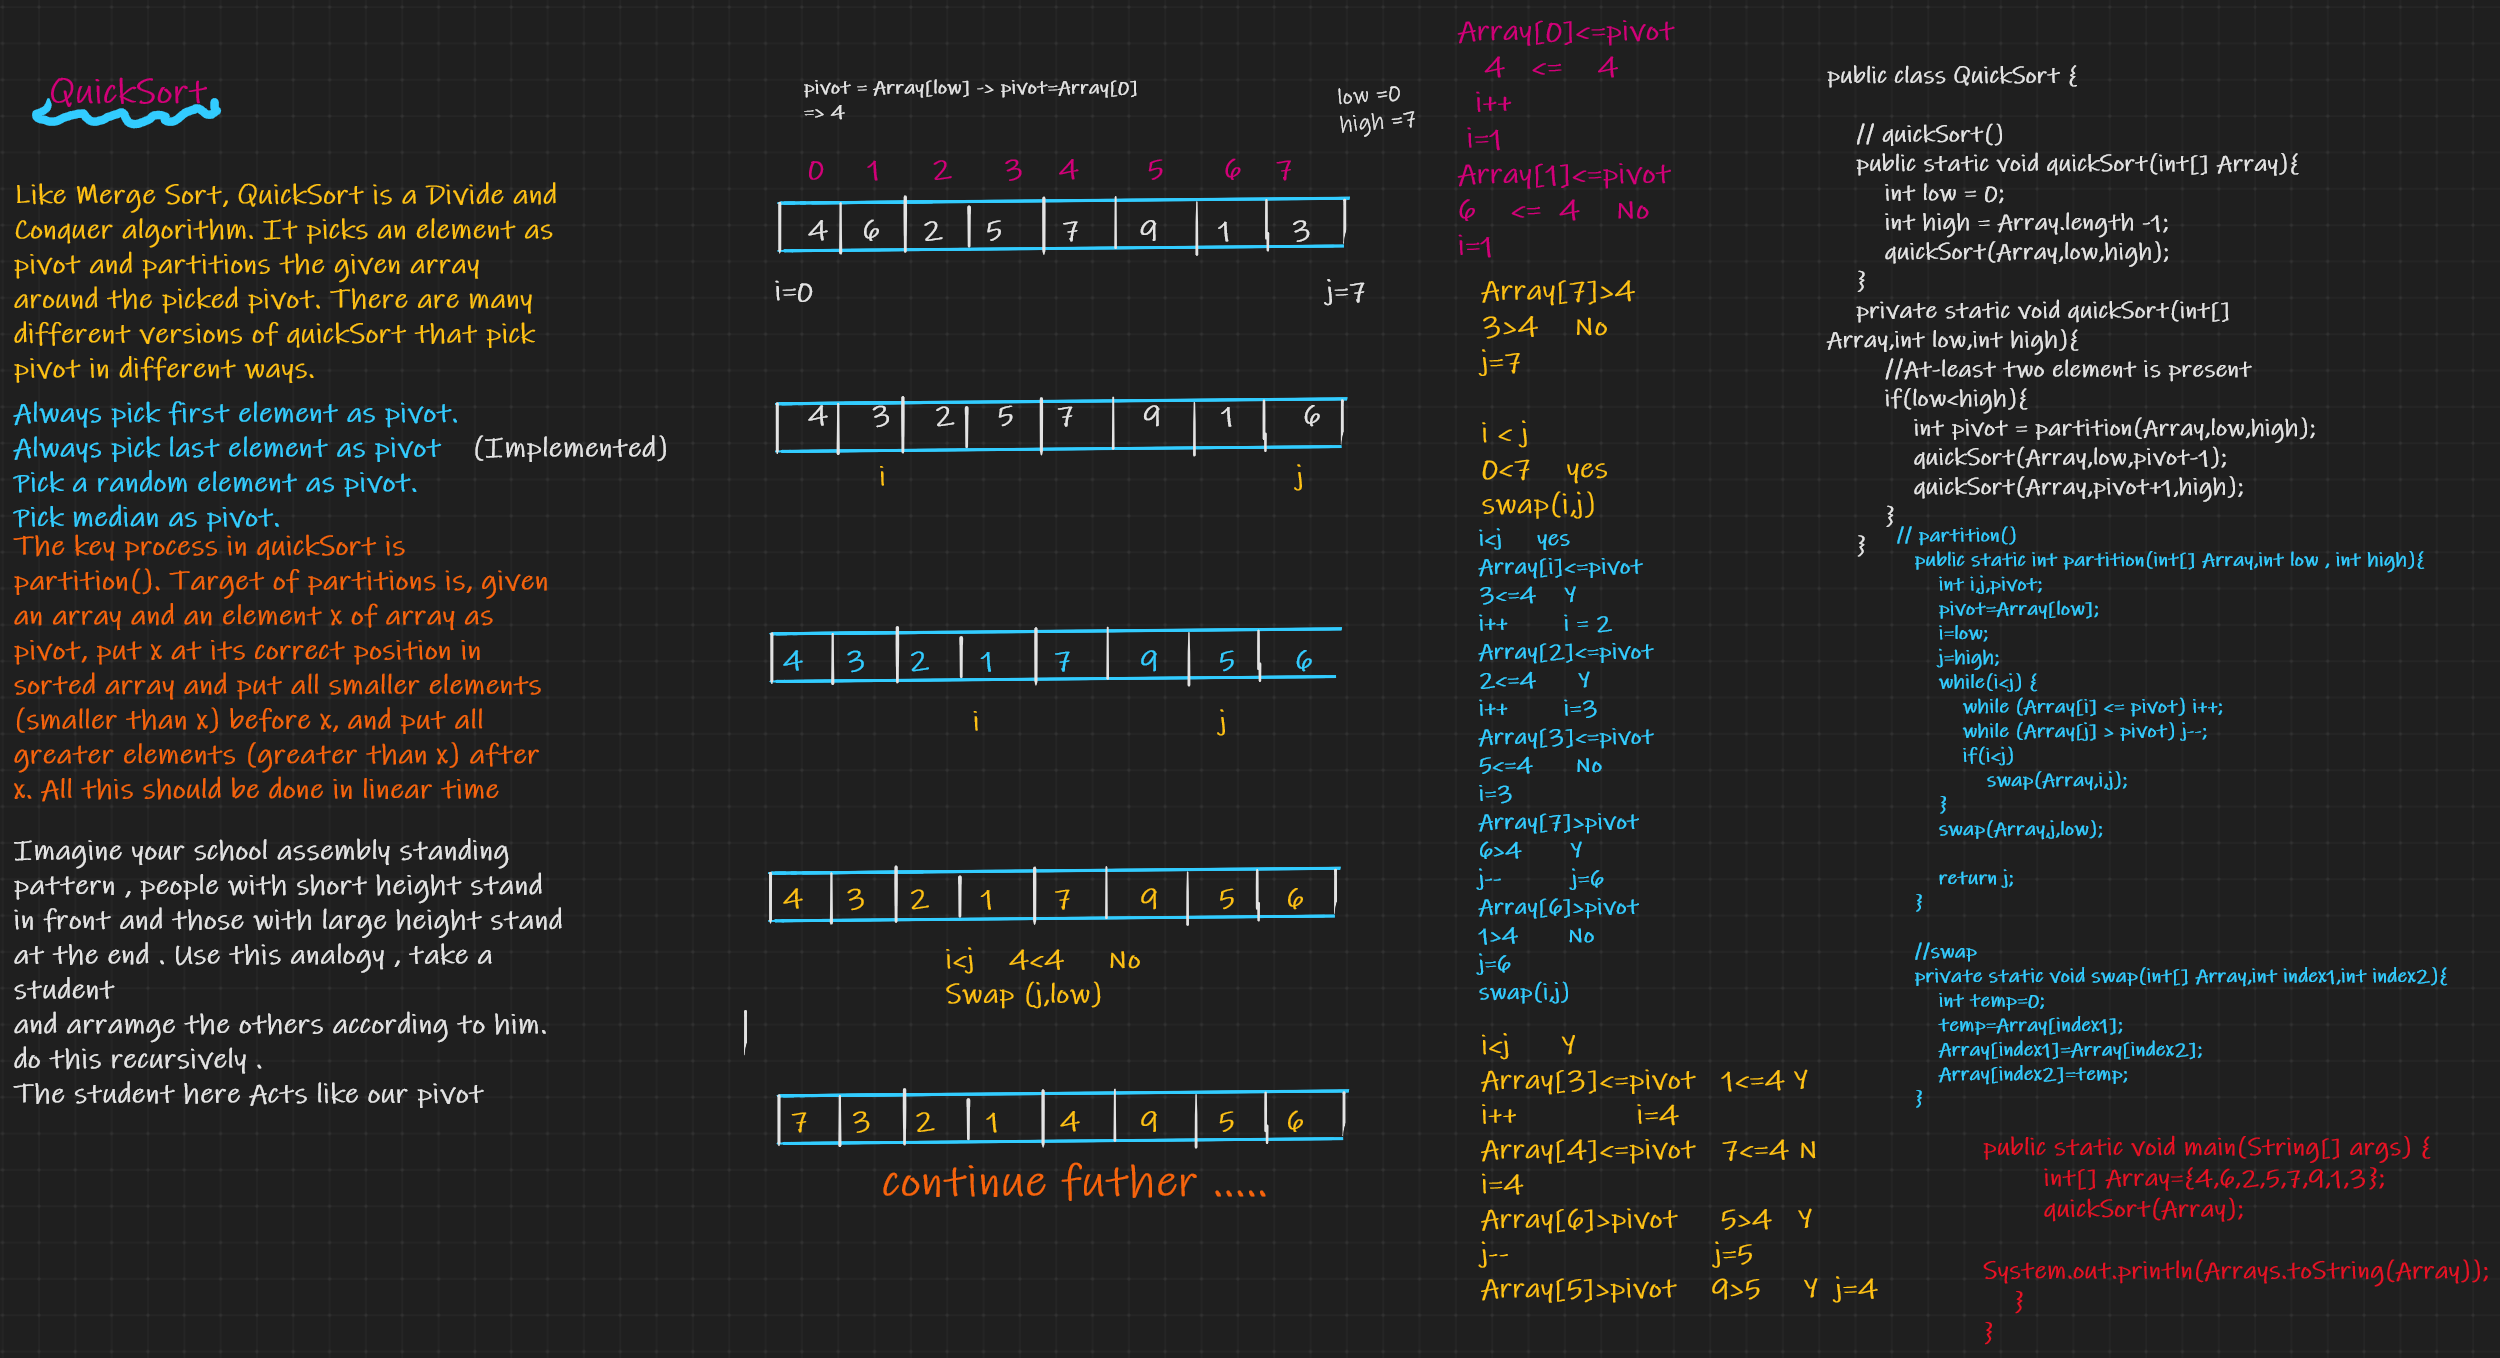 QuickSort
Like Merge Sort, QuickSort is a Divide and
Conquer algorithm. It picks an element as
pivot and partitions the given array
around the picked pivot. There are many
different versions of quickSort that pick
pivot in different ways.
Always pick first element as pivot.
Always pick last element as pivot (Implemented)
Pick a random element as pivot.
Pick median as pivot.
The key process in quickSort is
partition(). Target of partitions is, given
an array and an element x of array as
pivot, put x at its correct position in
sorted array and put all smaller elements
(smaller than x) before x, and put all
greater elements (greater than x) after
x. All this should be done in linear time
Imagine your school assembly standing
pattern , people with short height stand
in front and those with large height stand
at the end . Use this analogy , take a
student
and arramge the others according to him.
do this recursively .
The student here Acts like our pivot
pivot = Array[low] -> pivot=Array[0]
=> 4
low =0
high =7
0 1 2 3 4 5 6 7
4 6 2 5 7 9 1 3
i=0 j=7
4 3 2 5 7 9 1 6
i j
4 3 2 1 7 9 5 6
i j
4 3 2 1 7 9 5 6
i<j 4<4 No
Swap (j,low)
7 3 2 1 4 9 5 6
continue futher .....
Array[0]<=pivot
4 <= 4
i++
i=1
Array[1]<=pivot
6 <= 4 No
i=1
Array[7]>4
3>4 No
j=7
i < j
0<7 yes
swap(i,j)
i<j yes
Array[i]<=pivot
3<=4 Y
i++ i = 2
Array[2]<=pivot
2<=4 Y
i++ i=3
Array[3]<=pivot
5<=4 No
i=3
Array[7]>pivot
6>4 Y
j-- j=6
Array[6]>pivot
1>4 No
j=6
swap(i,j)
i<j Y
Array[3]<=pivot 1<=4 Y
i++ i=4
Array[4]<=pivot 7<=4 N
i=4
Array[6]>pivot 5>4 Y
j-- j=5
Array[5]>pivot 9>5 Y j=4
public class QuickSort {
// quickSort()
public static void quickSort(int[] Array){
int low = 0;
int high = Array.length -1;
quickSort(Array,low,high);
}
private static void quickSort(int[]
Array,int low,int high){
//At-least two element is present
if(low<high){
int pivot = partition(Array,low,high);
quickSort(Array,low,pivot-1);
quickSort(Array,pivot+1,high);
}
}
// partition()
public static int partition(int[] Array,int low , int high){
int i,j,pivot;
pivot=Array[low];
i=low;
j=high;
while(i<j) {
while (Array[i] <= pivot) i++;
while (Array[j] > pivot) j--;
if(i<j)
swap(Array,i,j);
}
swap(Array,j,low);
return j;
}
//swap
private static void swap(int[] Array,int index1,int index2){
int temp=0;
temp=Array[index1];
Array[index1]=Array[index2];
Array[index2]=temp;
}
public static void main(String[] args) {
int[] Array={4,6,2,5,7,9,1,3};
quickSort(Array);
System.out.println(Arrays.toString(Array));
}
}